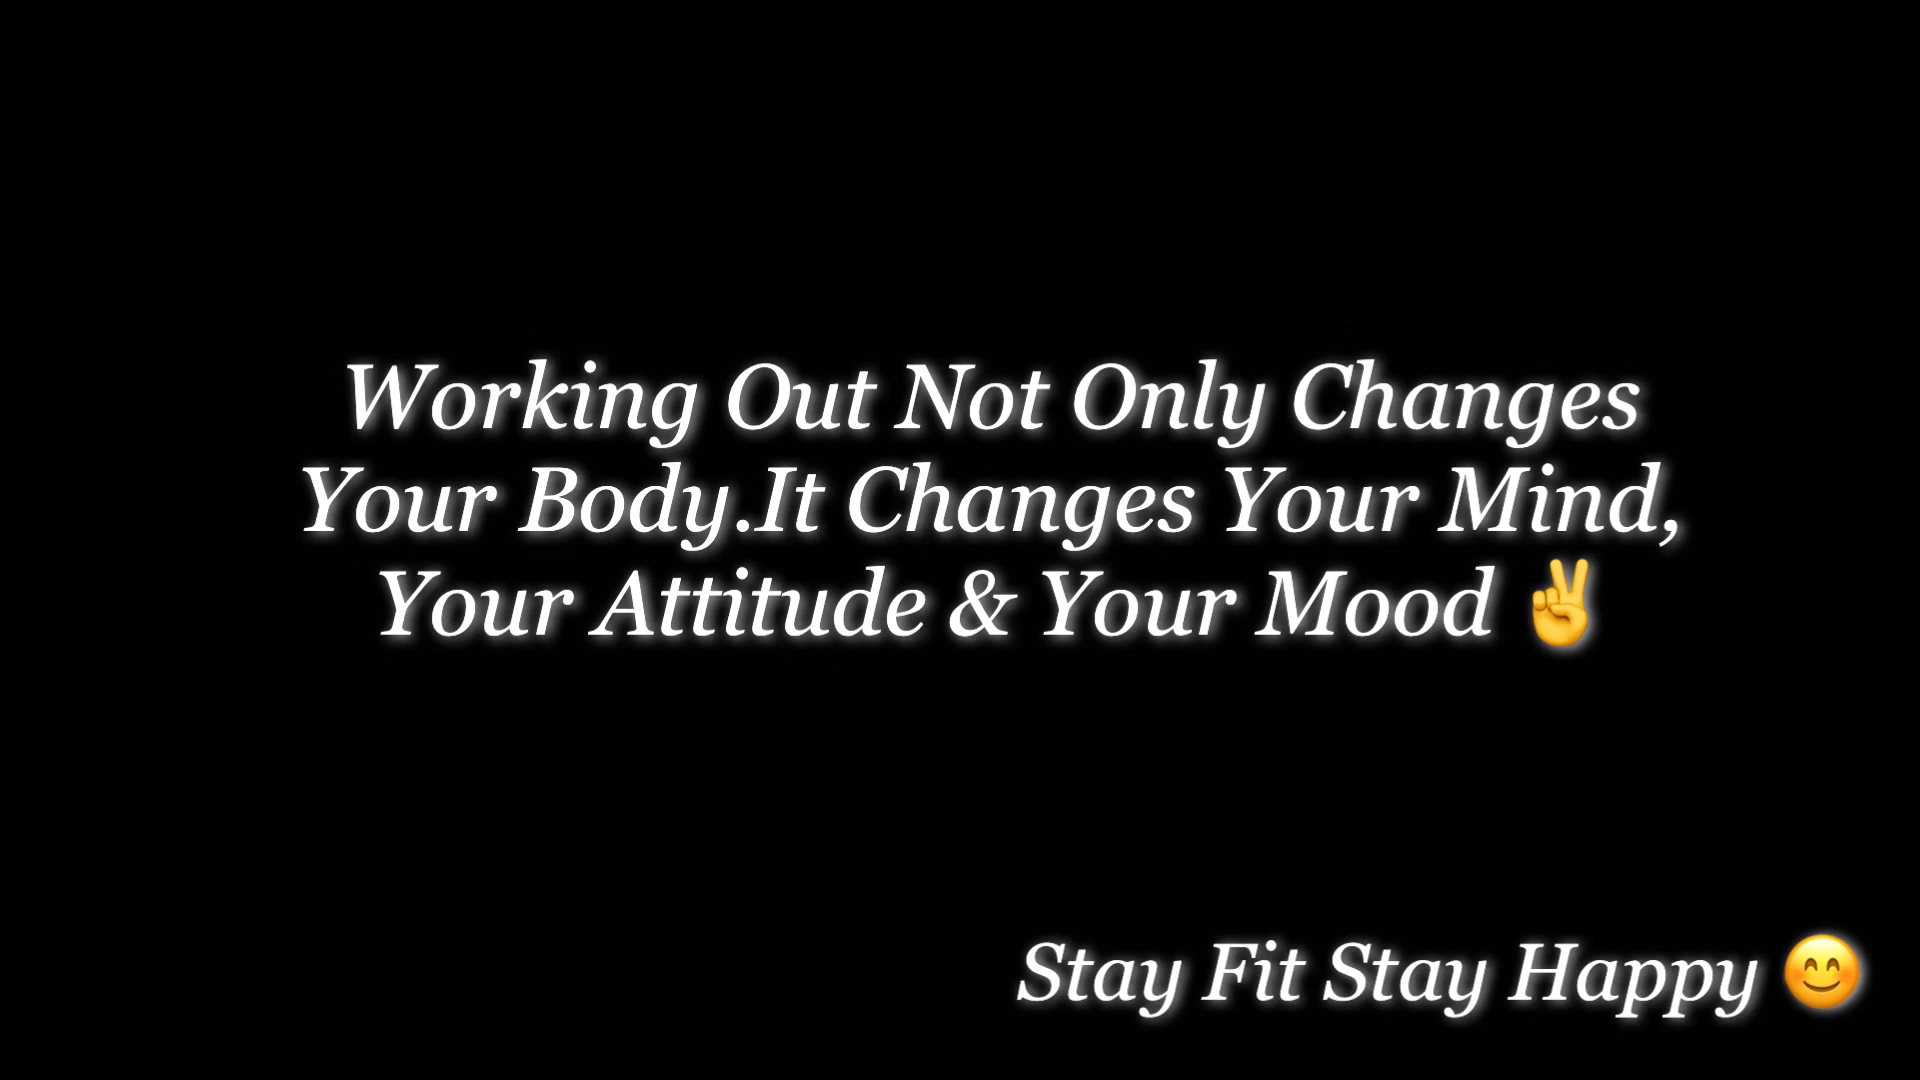 Working Out Not Only Changes
Your Body.It Changes Your Mind,
Your Attitude & Your Mood ✌️
Stay Fit Stay Happy 😊